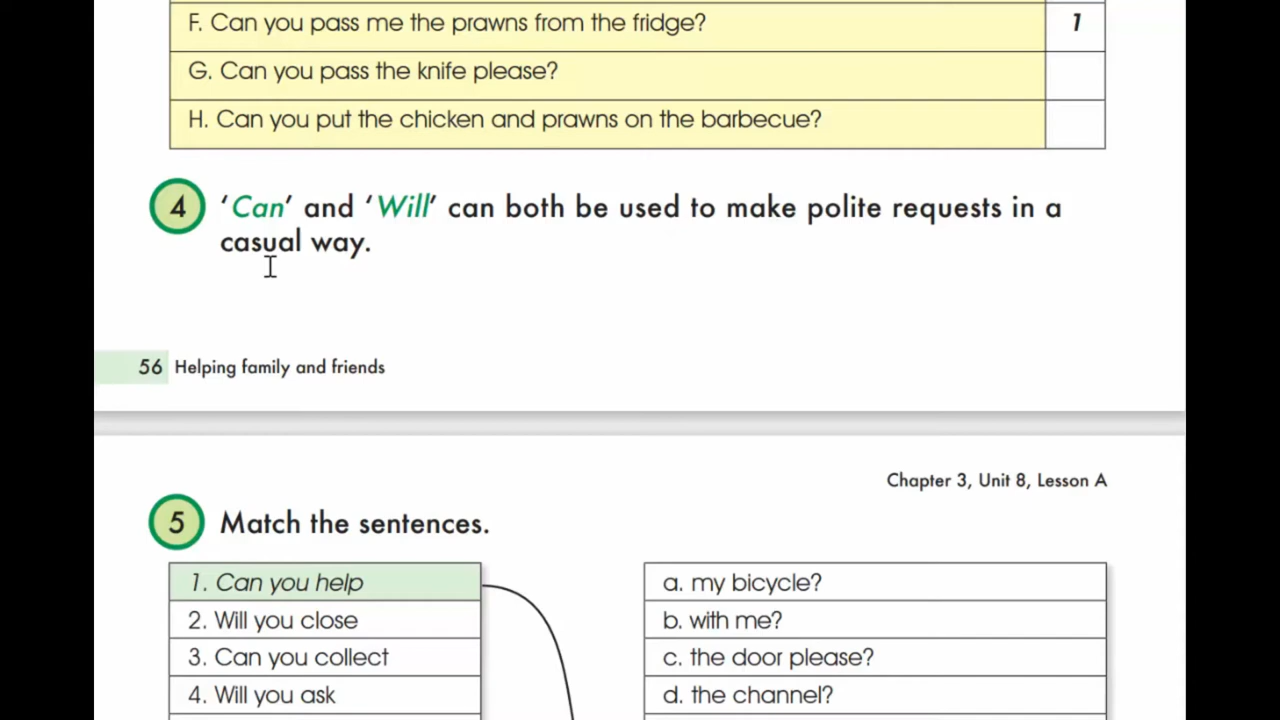 F. Can you pass me the prawns from the fridge? 1
G. Can you pass the knife please?
H. Can you put the chicken and prawns on the barbecue?
4 ‘Can’ and ‘Will’ can both be used to make polite requests in a
casual way.
56 Helping family and friends
Chapter 3, Unit 8, Lesson A
5 Match the sentences.
1. Can you help a. my bicycle?
2. Will you close b. with me?
3. Can you collect c. the door please?
4. Will you ask d. the channel?